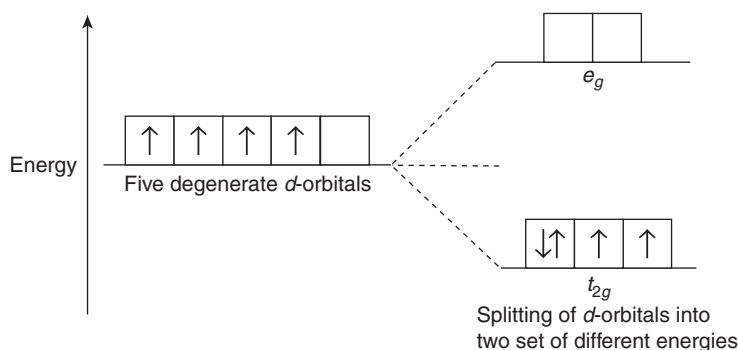 e_g
Energy
Five degenerate d-orbitals
t_2g
Splitting of d-orbitals into
two set of different energies